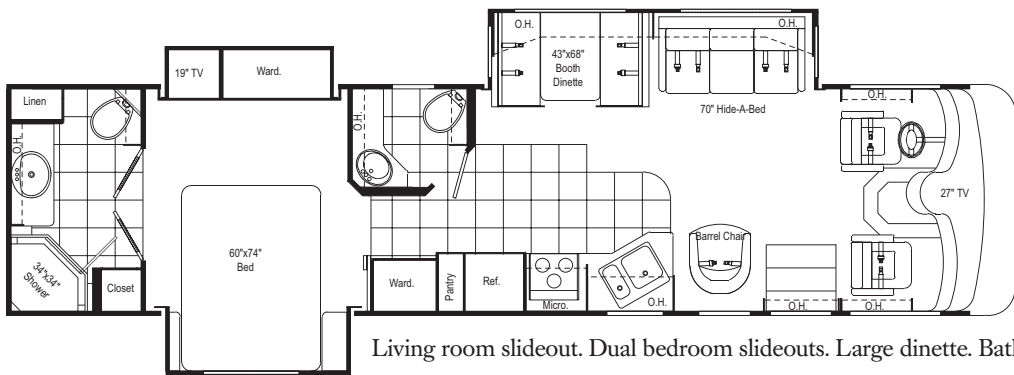 O.H.
O.H.
43"x68"
Booth
Dinette
19" TV
Ward.
70" Hide-A-Bed
O.H.
Linen
O.H.
O.H.
27" TV
60"x74"
Bed
Barrel Chair
34"x34"
Shower
Closet
Ward.
Pantry
Ref.
Micro.
O.H.
O.H.
O.H.
Living room slideout. Dual bedroom slideouts. Large dinette. Bat